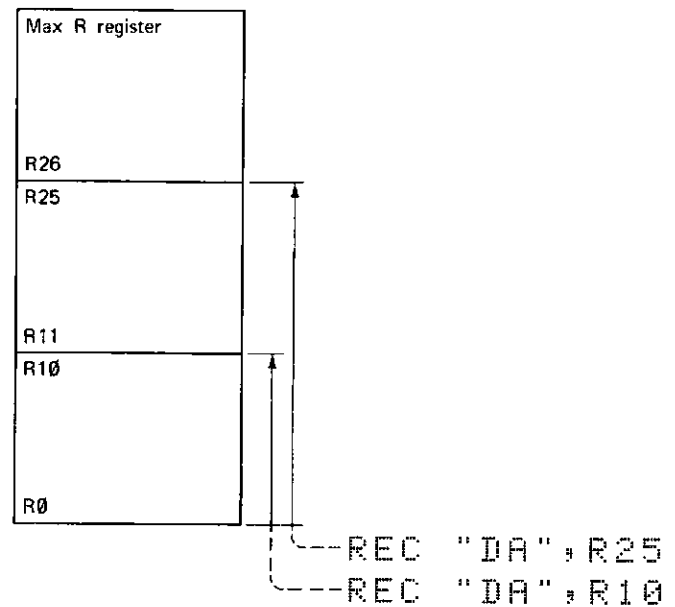 Max R register
R26
R25
R11
R1Ø
RØ
REC "DA",R25
REC "DA",R10